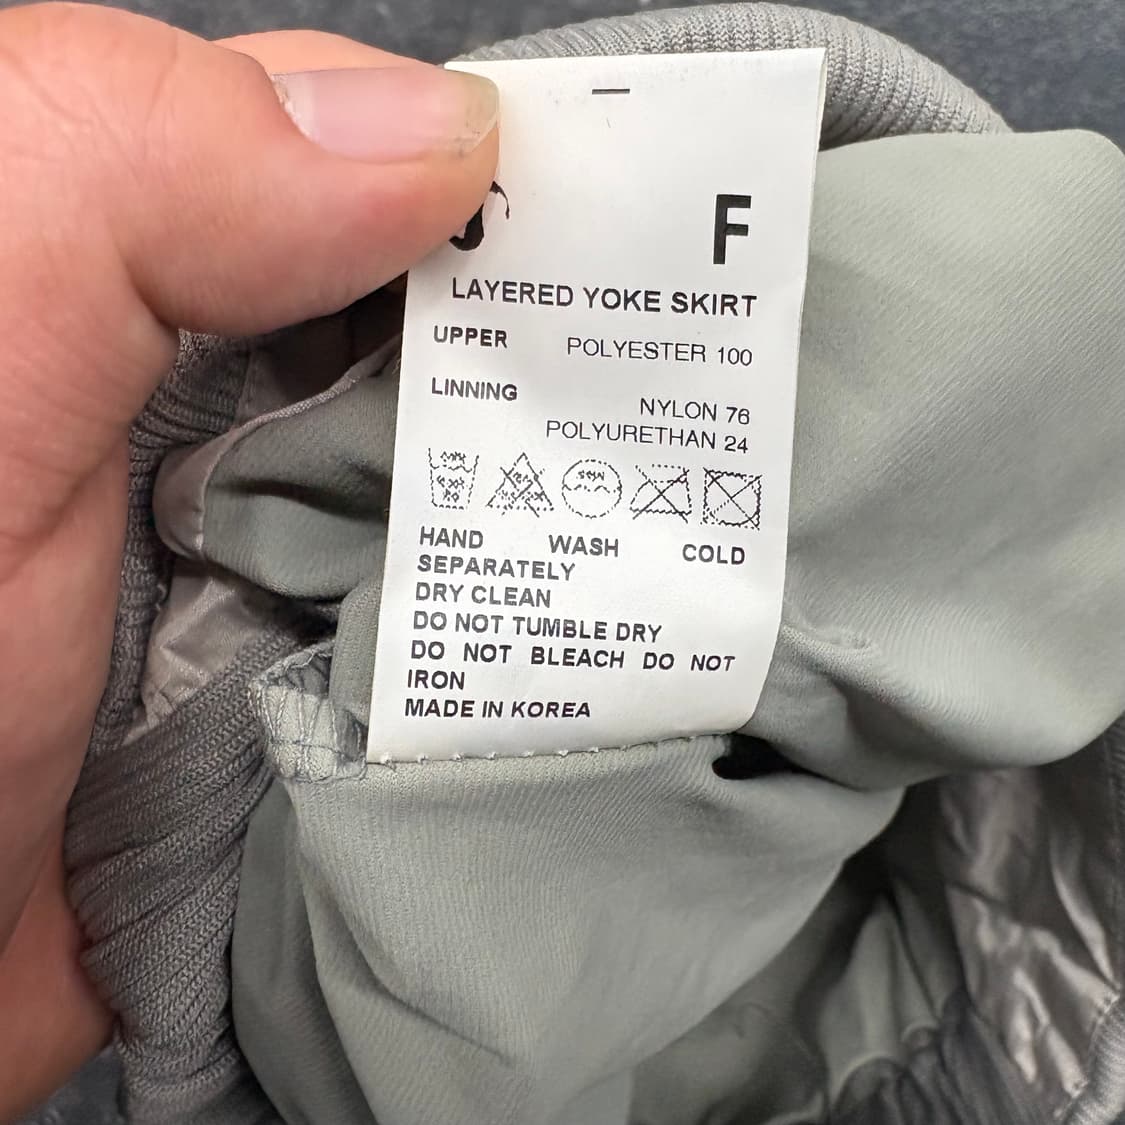 F
LAYERED YOKE SKIRT
UPPER POLYESTER 100
LINNING NYLON 76
POLYURETHAN 24
HAND WASH COLD
SEPARATELY
DRY CLEAN
DO NOT TUMBLE DRY
DO NOT BLEACH DO NOT
IRON
MADE IN KOREA